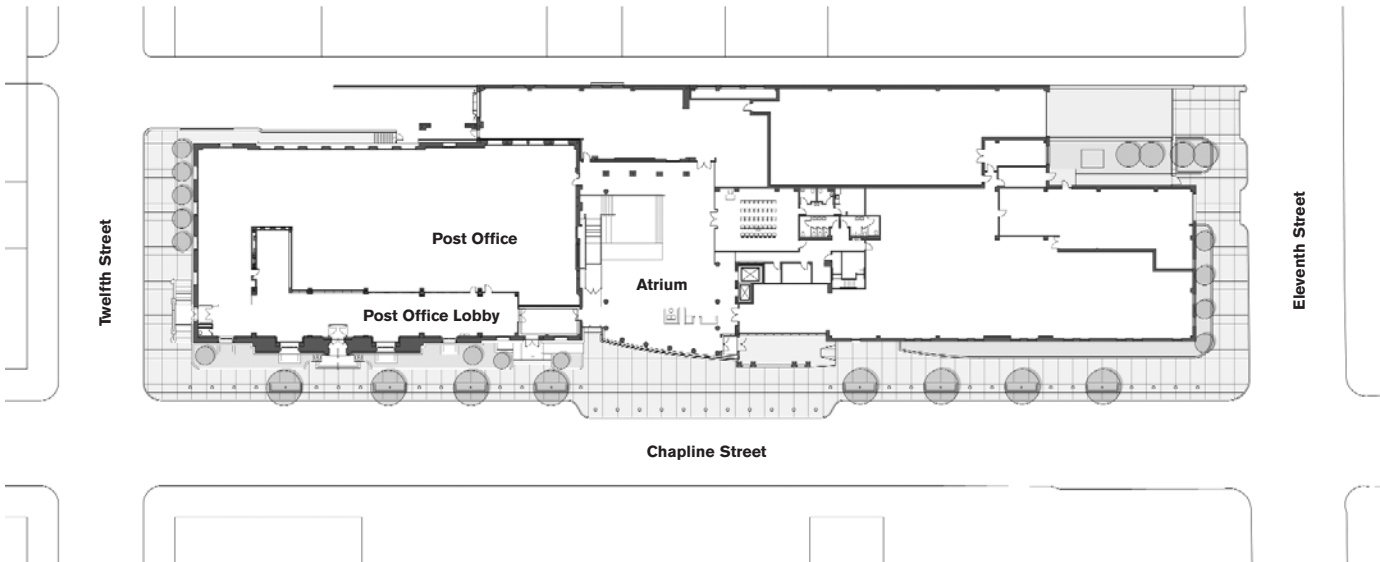 Post Office
Twelfth Street
Eleventh Street
Atrium
Post Office Lobby
Chapline Street